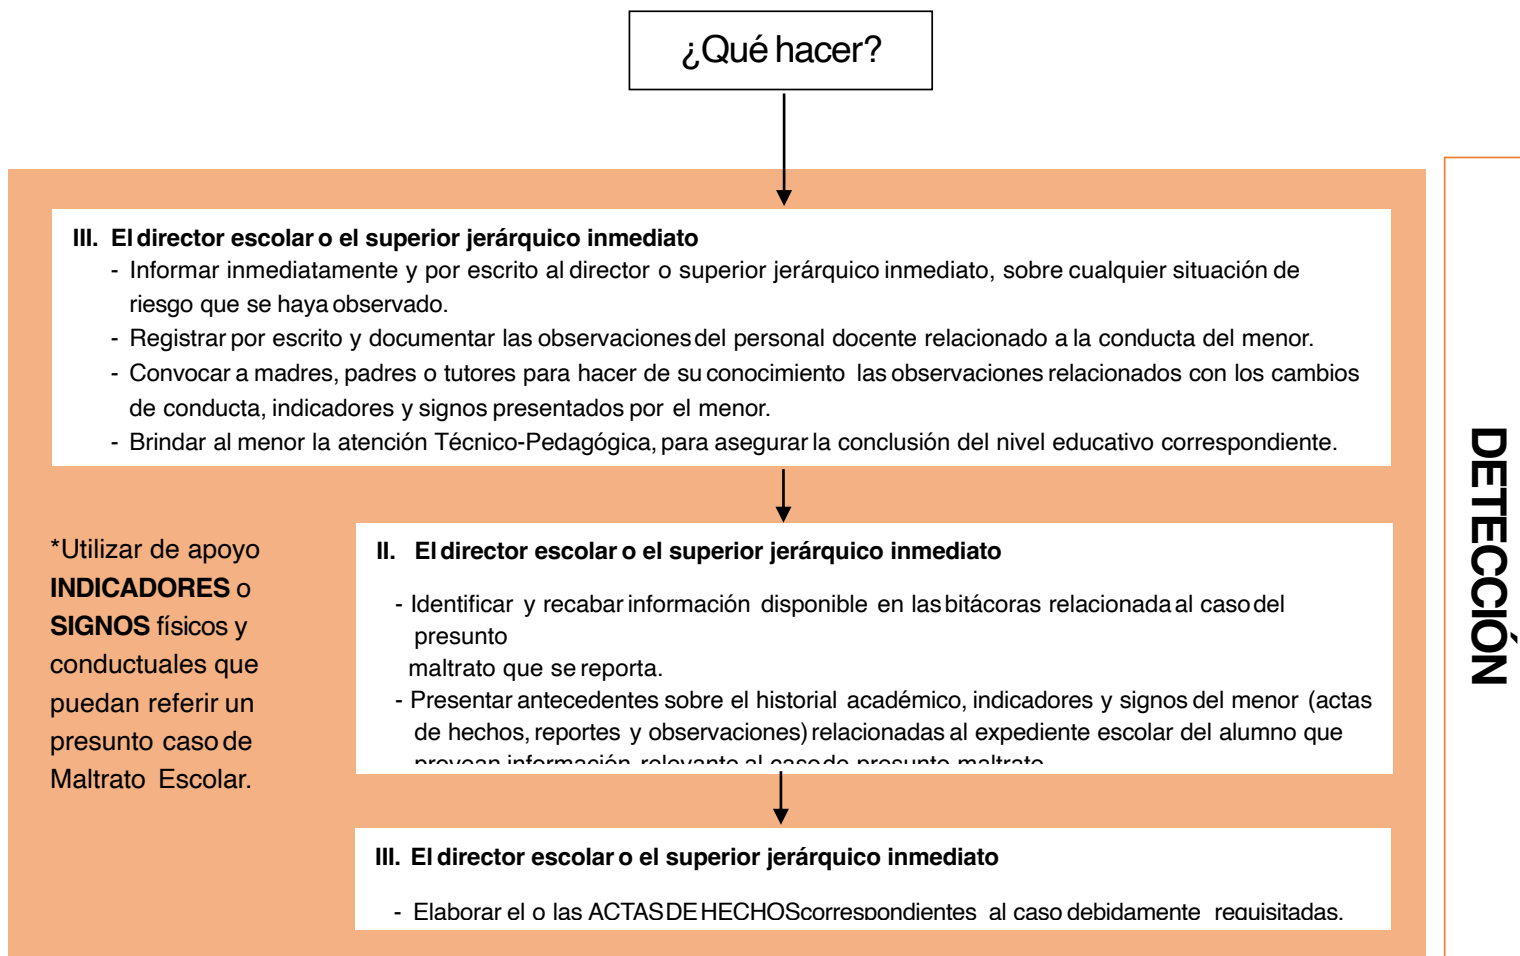 ¿Qué hacer?
III. El director escolar o el superior jerárquico inmediato
- Informar inmediatamente y por escrito al director o superior jerárquico inmediato, sobre cualquier situación de
riesgo que se haya observado.
- Registrar por escrito y documentar las observaciones del personal docente relacionado a la conducta del menor.
- Convocar a madres, padres o tutores para hacer de su conocimiento las observaciones relacionados con los cambios
de conducta, indicadores y signos presentados por el menor.
- Brindar al menor la atención Técnico-Pedagógica, para asegurar la conclusión del nivel educativo correspondiente.
*Utilizar de apoyo
INDICADORES o
SIGNOS físicos y
conductuales que
puedan referir un
presunto caso de
Maltrato Escolar.
II. El director escolar o el superior jerárquico inmediato
- Identificar y recabar información disponible en las bitácoras relacionada al caso del
presunto
maltrato que se reporta.
- Presentar antecedentes sobre el historial académico, indicadores y signos del menor (actas
de hechos, reportes y observaciones) relacionadas al expediente escolar del alumno que
provean información relevante al caso de presunto maltrato
III. El director escolar o el superior jerárquico inmediato
- Elaborar el o las ACTAS DE HECHOS correspondientes al caso debidamente requisitadas.
DETECCIÓN